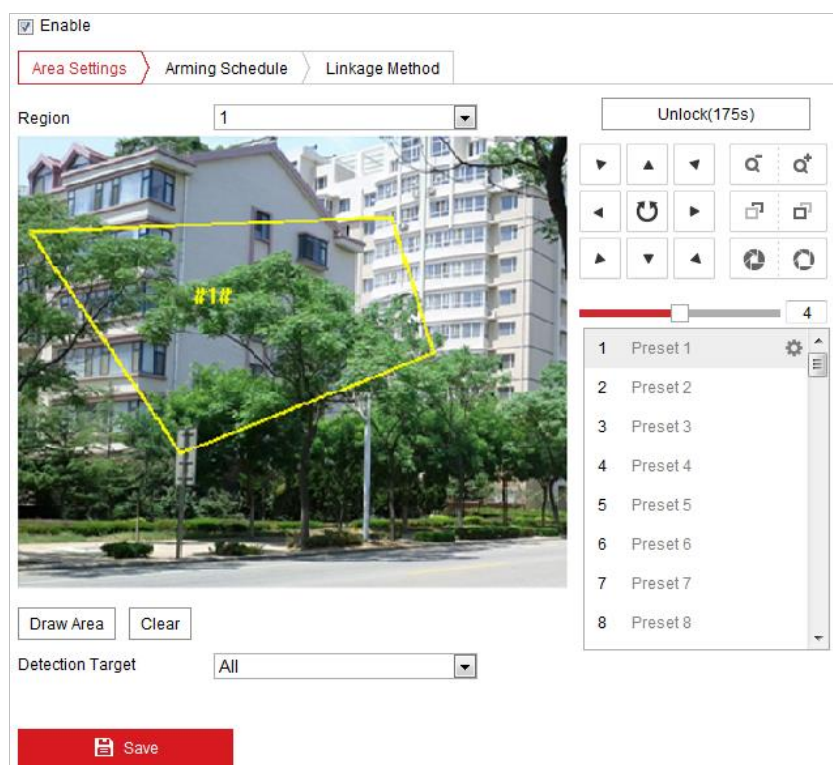 Enable
Area Settings Arming Schedule Linkage Method
Region 1 Unlock(175s)
#1#
4
1 Preset 1
2 Preset 2
3 Preset 3
4 Preset 4
5 Preset 5
6 Preset 6
7 Preset 7
8 Preset 8
Draw Area Clear
Detection Target All
Save